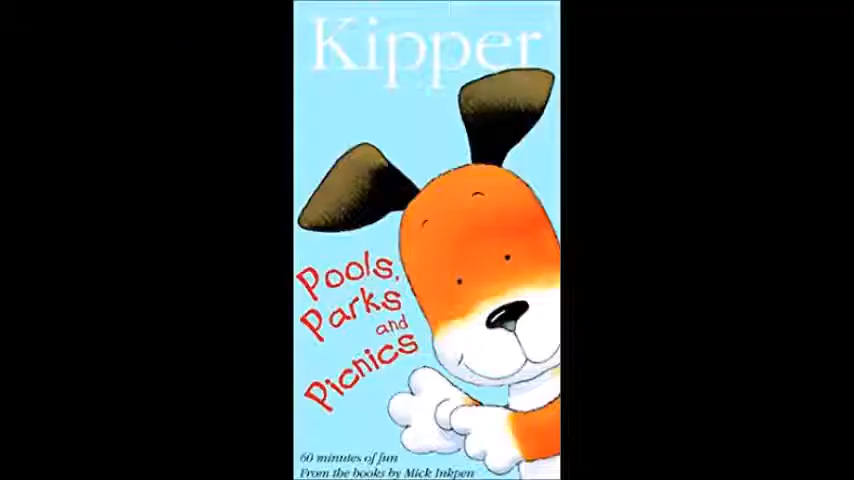 Kipper
Pools,
Parks
and
Picnics
60 minutes of fun
From the books by Mick Inkpen